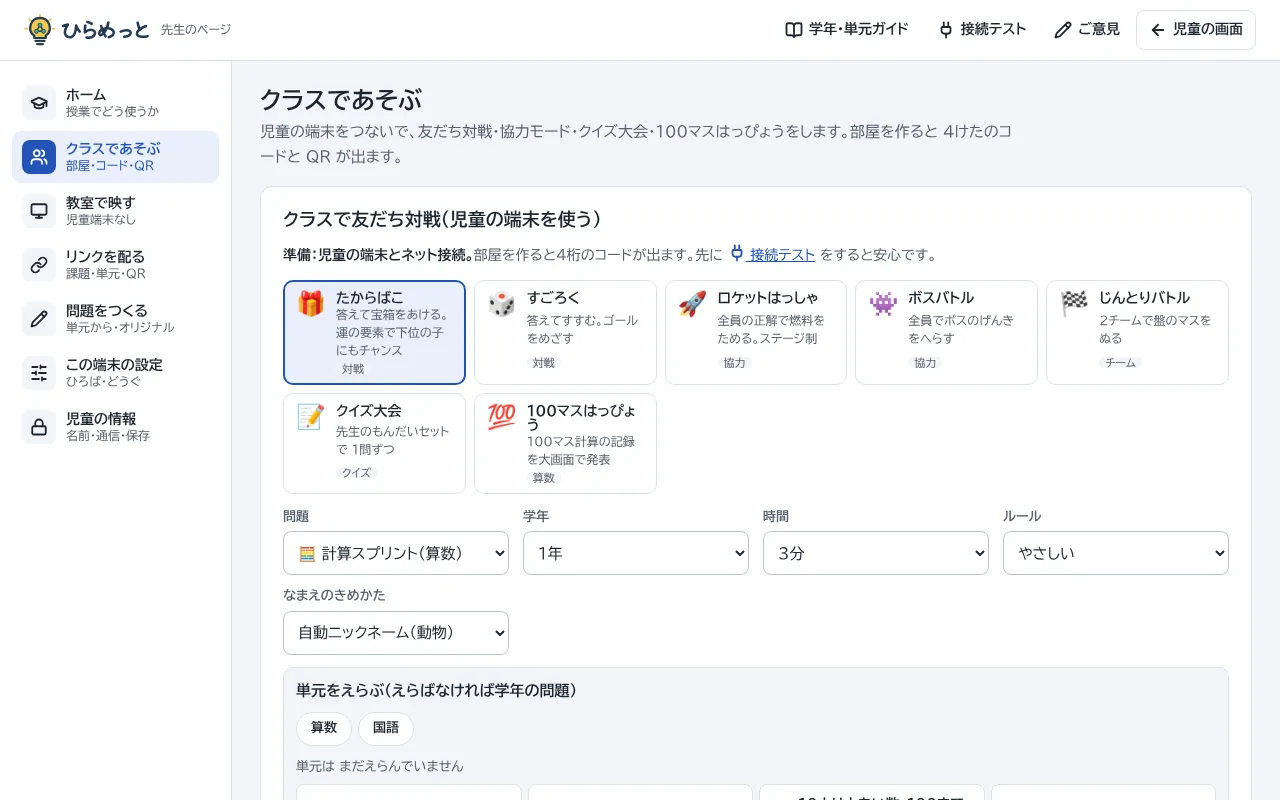 ひらめっと 先生のページ
学年・単元ガイド
接続テスト
ご意見
児童の画面
ホーム
授業でどう使うか
クラスであそぶ
部屋・コード・QR
教室で映す
児童端末なし
リンクを配る
課題・単元・QR
問題をつくる
単元から・オリジナル
この端末の設定
ひろば・どうぐ
児童の情報
名前・通信・保存
クラスであそぶ
児童の端末をつないで、友だち対戦・協力モード・クイズ大会・100マスはっぴょうをします。部屋を作ると 4けたのコ
ードと QR が出ます。
クラスで友だち対戦（児童の端末を使う）
準備：児童の端末とネット接続。部屋を作ると4桁のコードが出ます。先に 接続テスト をすると安心です。
たからばこ
答えて宝箱をあける。
運の要素で下位の子
にもチャンス
対戦
すごろく
答えてすすむ。ゴール
をめざす
対戦
ロケットはっしゃ
全員の正解で燃料を
ためる。ステージ制
協力
ボスバトル
全員でボスのげんき
をへらす
協力
じんとりバトル
2チームで盤のマスを
ぬる
チーム
クイズ大会
先生のもんだいセット
で 1問ずつ
クイズ
100マスはっぴょ
う
100マス計算の記録
を大画面で発表
算数
問題
計算スプリント（算数）
学年
1年
時間
3分
ルール
やさしい
なまえのきめかた
自動ニックネーム（動物）
単元をえらぶ（えらばなければ学年の問題）
算数
国語
単元は まだえらんでいません